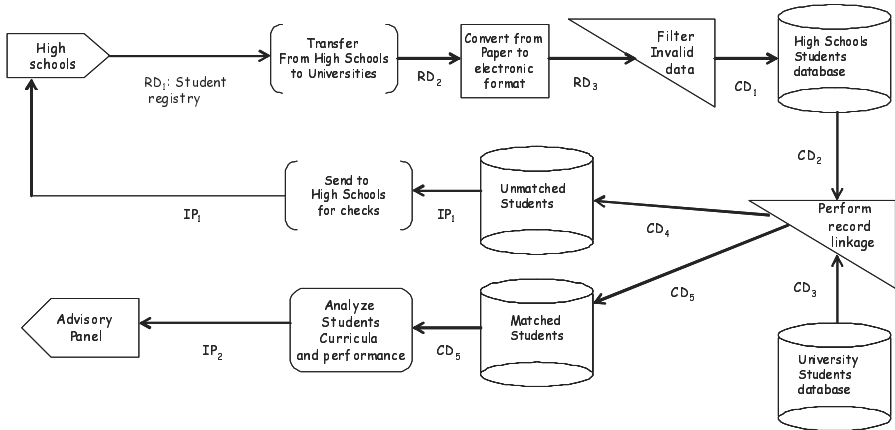 High
schools
RD₁: Student
registry
Transfer
From High Schools
to Universities
RD₂
Convert from
Paper to
electronic
format
RD₃
Filter
Invalid
data
CD₁
High Schools
Students
database
CD₂
IP₁
Send to
High Schools
for checks
IP₁
Unmatched
Students
CD₄
Perform
record
linkage
CD₅
CD₃
Advisory
Panel
IP₂
Analyze
Students
Curricula
and performance
CD₅
Matched
Students
University
Students
database